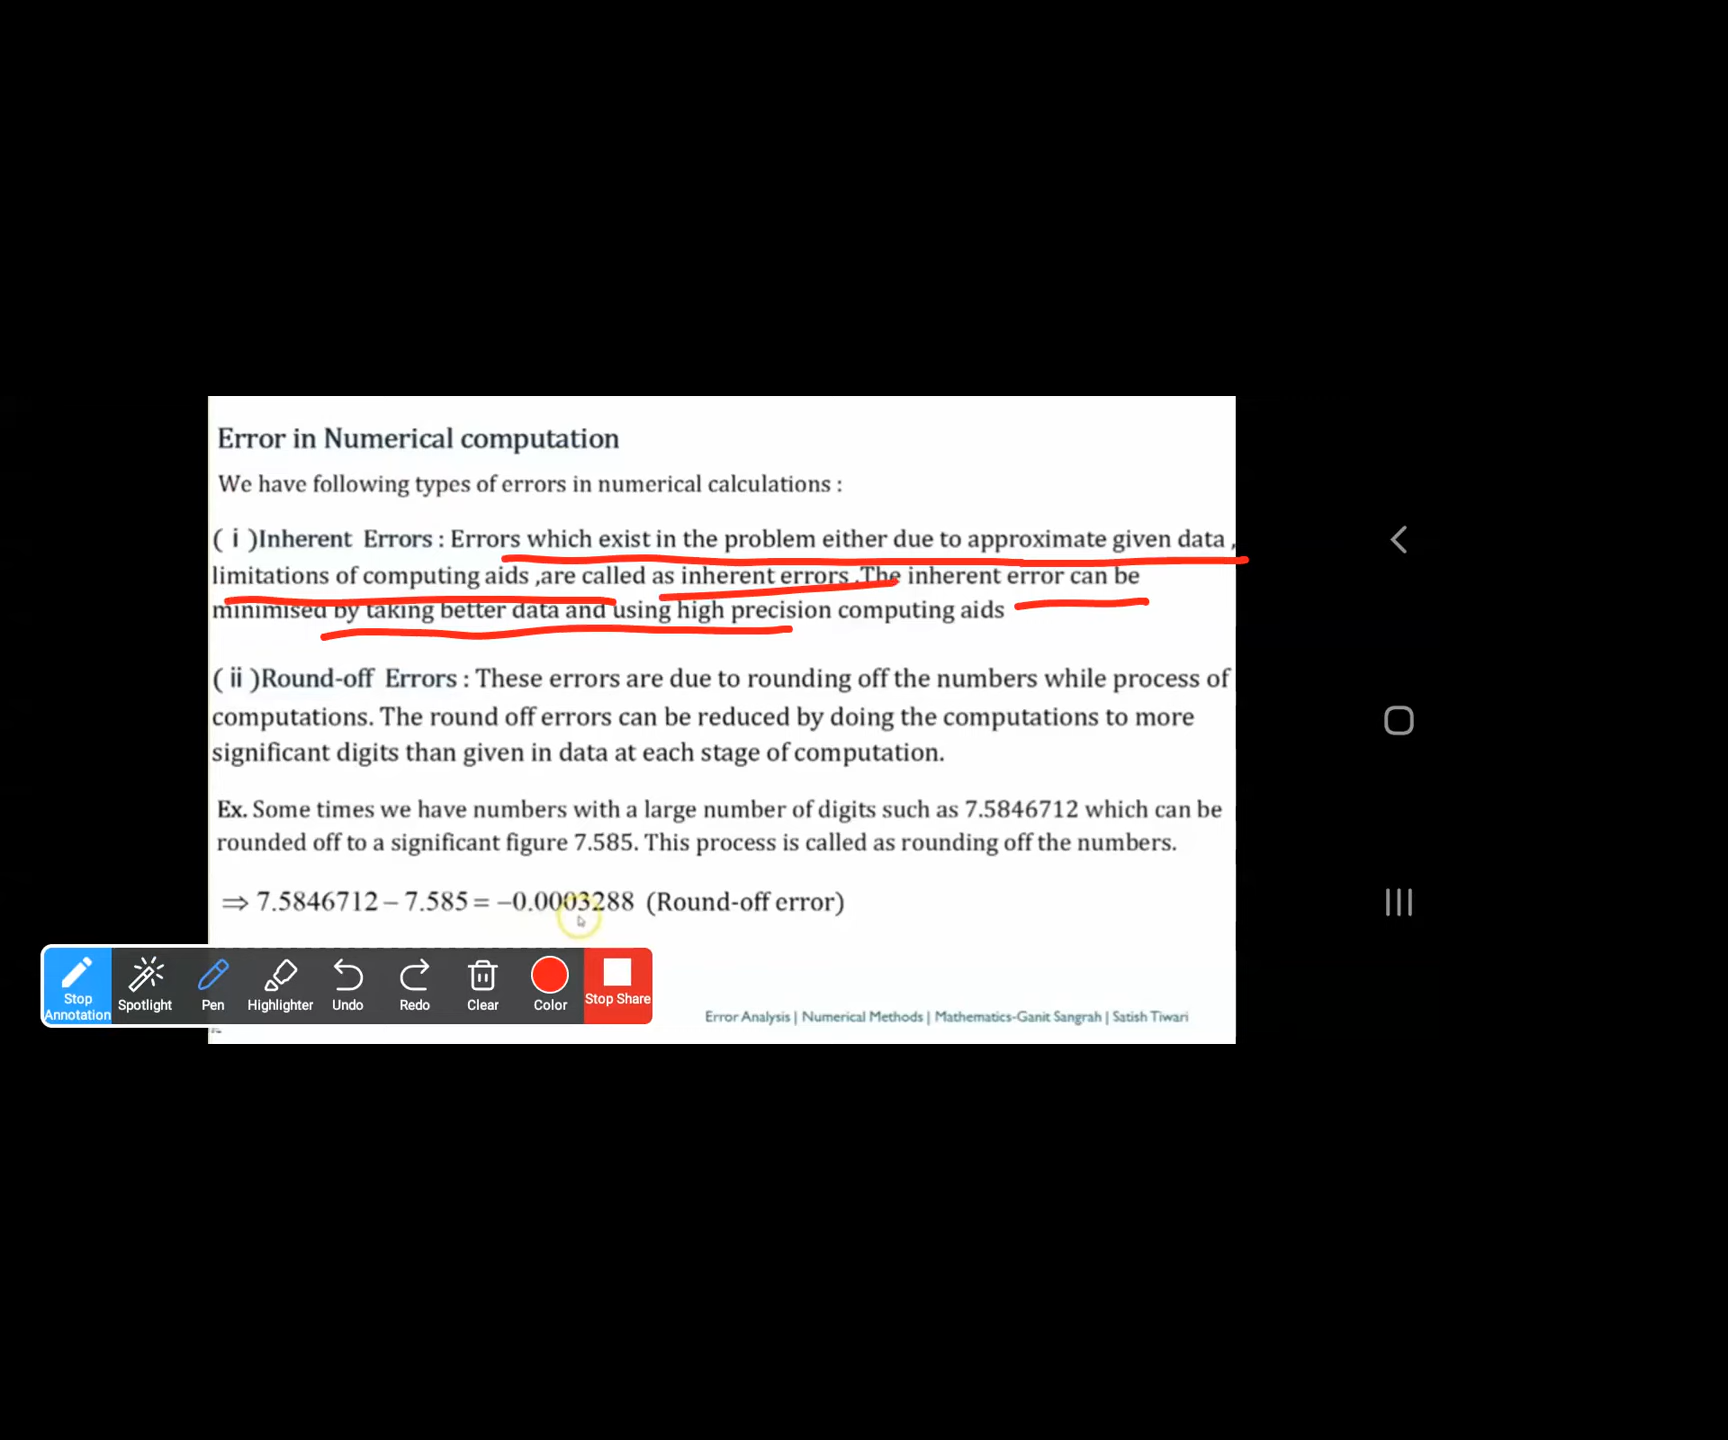 Error in Numerical computation
We have following types of errors in numerical calculations :
( i )Inherent Errors : Errors which exist in the problem either due to approximate given data ,
limitations of computing aids ,are called as inherent errors .The inherent error can be
minimised by taking better data and using high precision computing aids
( ii )Round-off Errors : These errors are due to rounding off the numbers while process of
computations. The round off errors can be reduced by doing the computations to more
significant digits than given in data at each stage of computation.
Ex. Some times we have numbers with a large number of digits such as 7.5846712 which can be
rounded off to a significant figure 7.585. This process is called as rounding off the numbers.
⇒ 7.5846712 – 7.585 = –0.0003288 (Round-off error)
Stop Annotation Spotlight Pen Highlighter Undo Redo Clear Color Stop Share
Error Analysis | Numerical Methods | Mathematics-Ganit Sangrah | Satish Tiwari